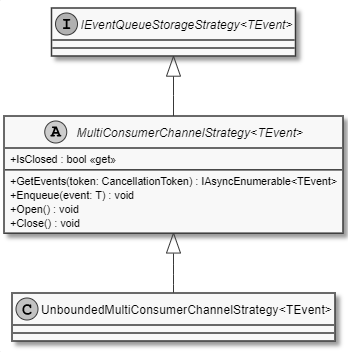 I IEventQueueStorageStrategy<TEvent>
A MultiConsumerChannelStrategy<TEvent>
+IsClosed : bool «get»
+GetEvents(token: CancellationToken) : IAsyncEnumerable<TEvent>
+Enqueue(event: T) : void
+Open() : void
+Close() : void
C UnboundedMultiConsumerChannelStrategy<TEvent>